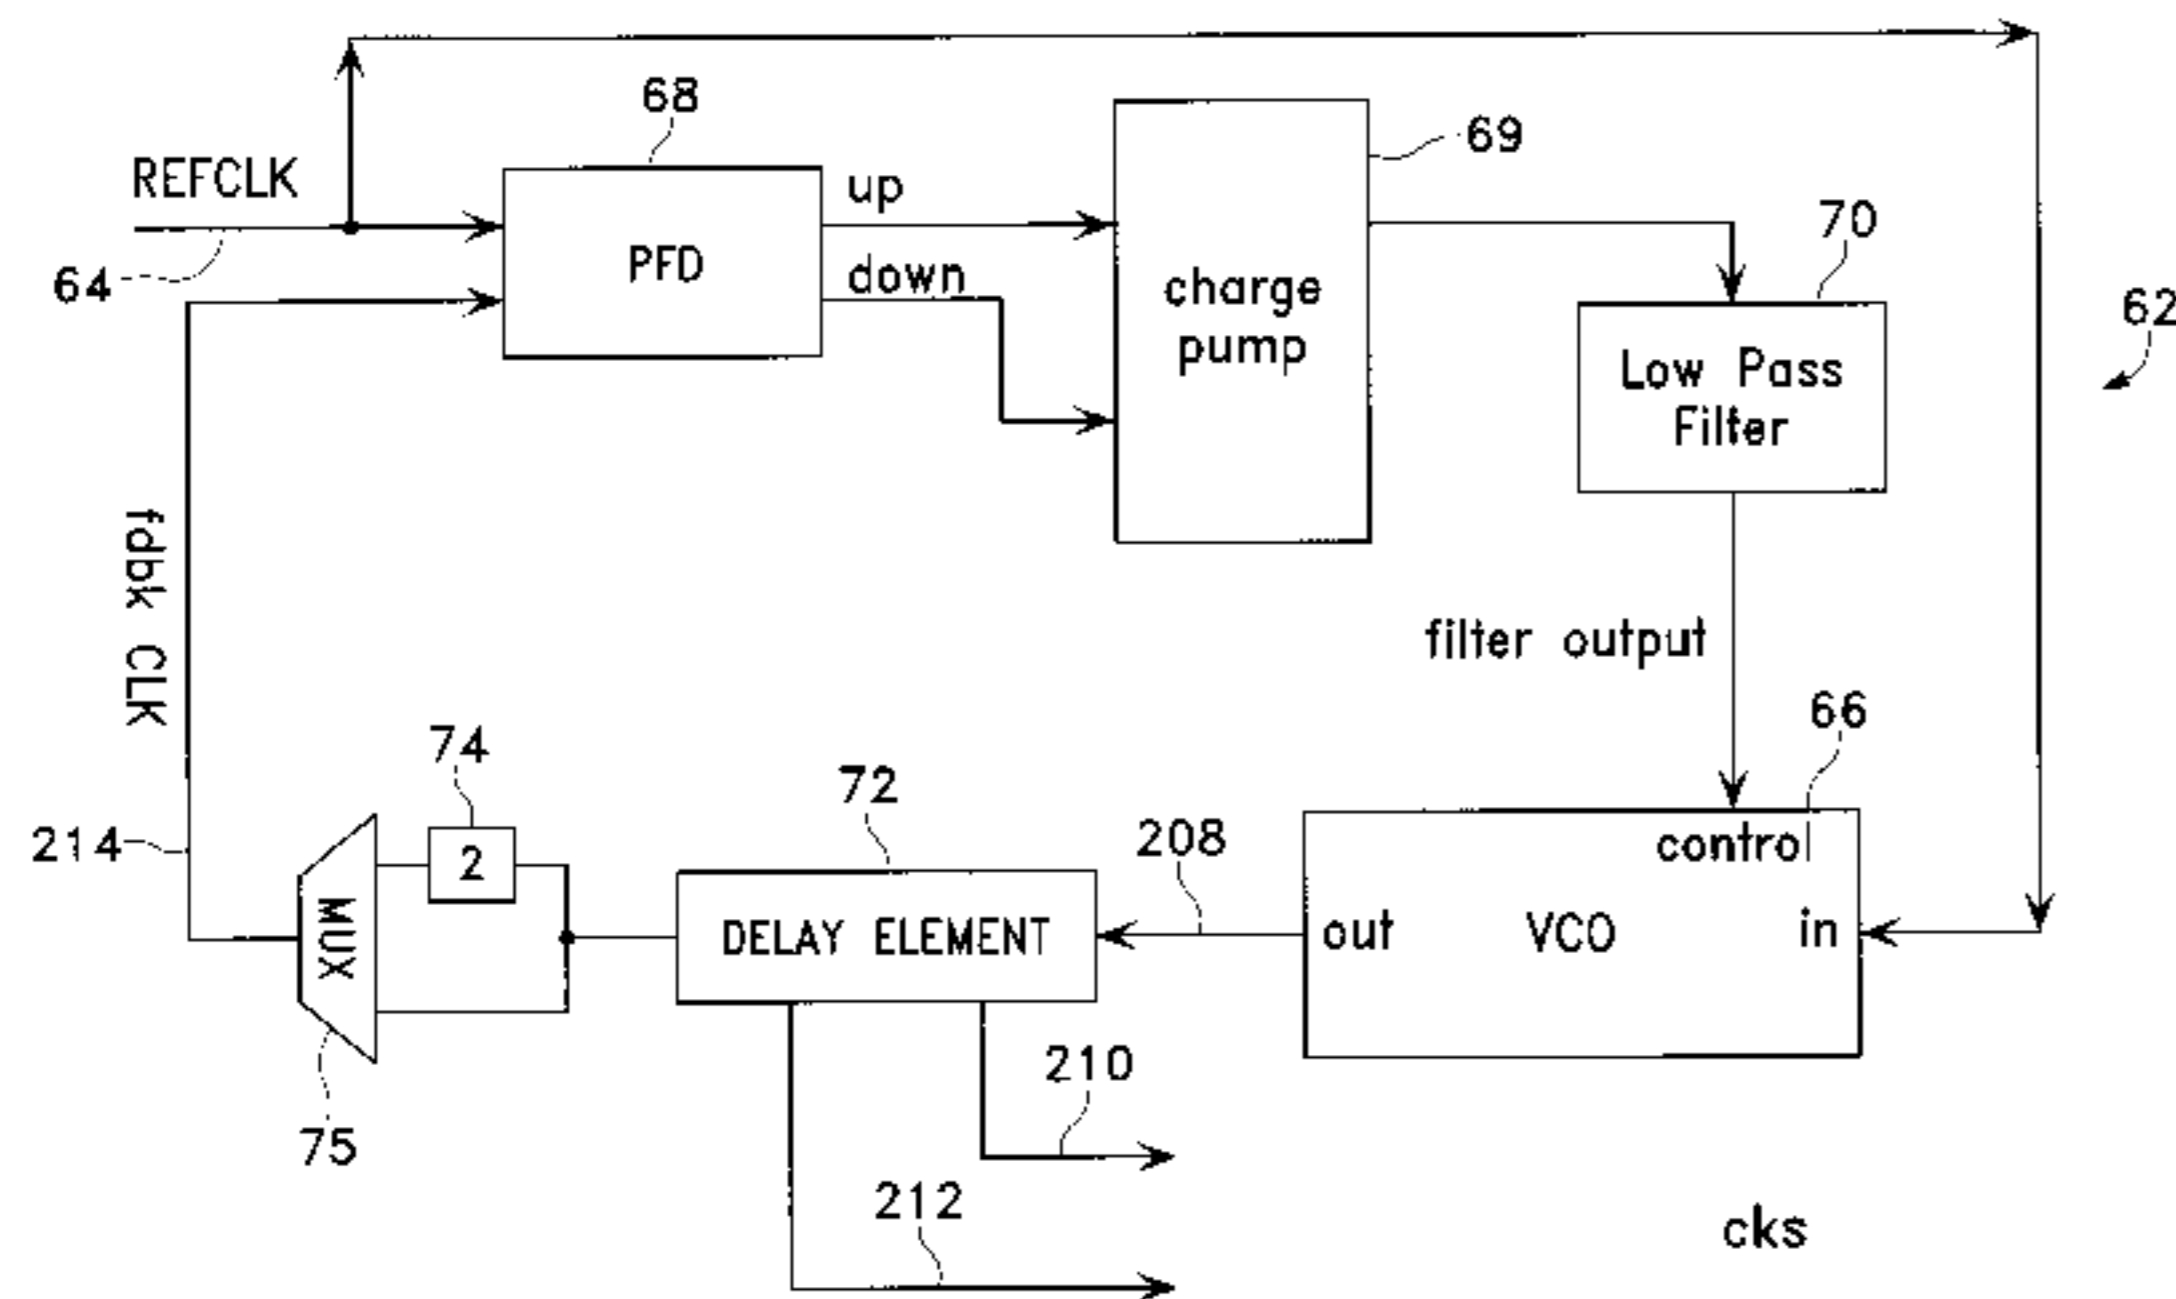 68
69
REFCLK
up
PFD
70
64
down
charge
pump
62
Low Pass
Filter
fdbk CLK
filter output
66
74
72
208
control
214
2
MUX
DELAY ELEMENT
out
VCO
in
210
75
212
cks